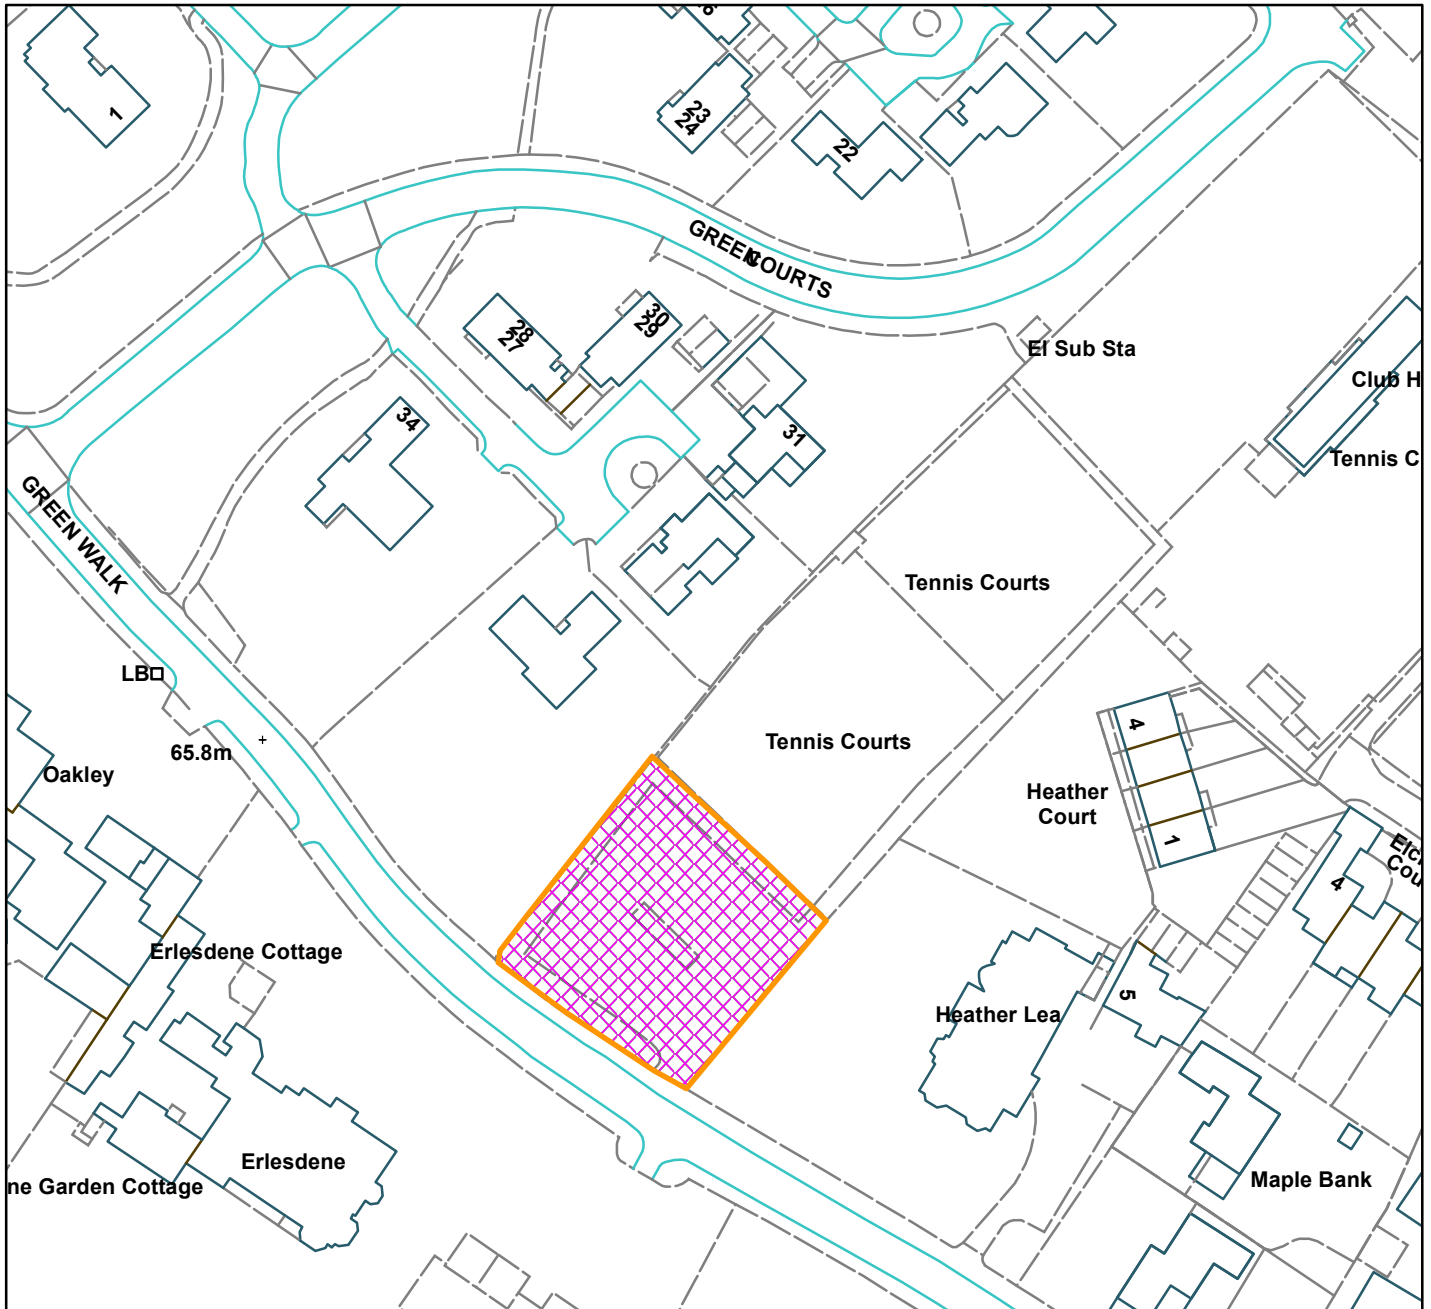 1
23
24
22
GREEN COURTS
30
29
28
27
El Sub Sta
Club H
34
31
Tennis C
GREEN WALK
Tennis Courts
LB
4
65.8m
Tennis Courts
Oakley
Heather
Court
1
4
Erlesdene Cottage
5
Heather Lea
Erlesdene
ne Garden Cottage
Maple Bank